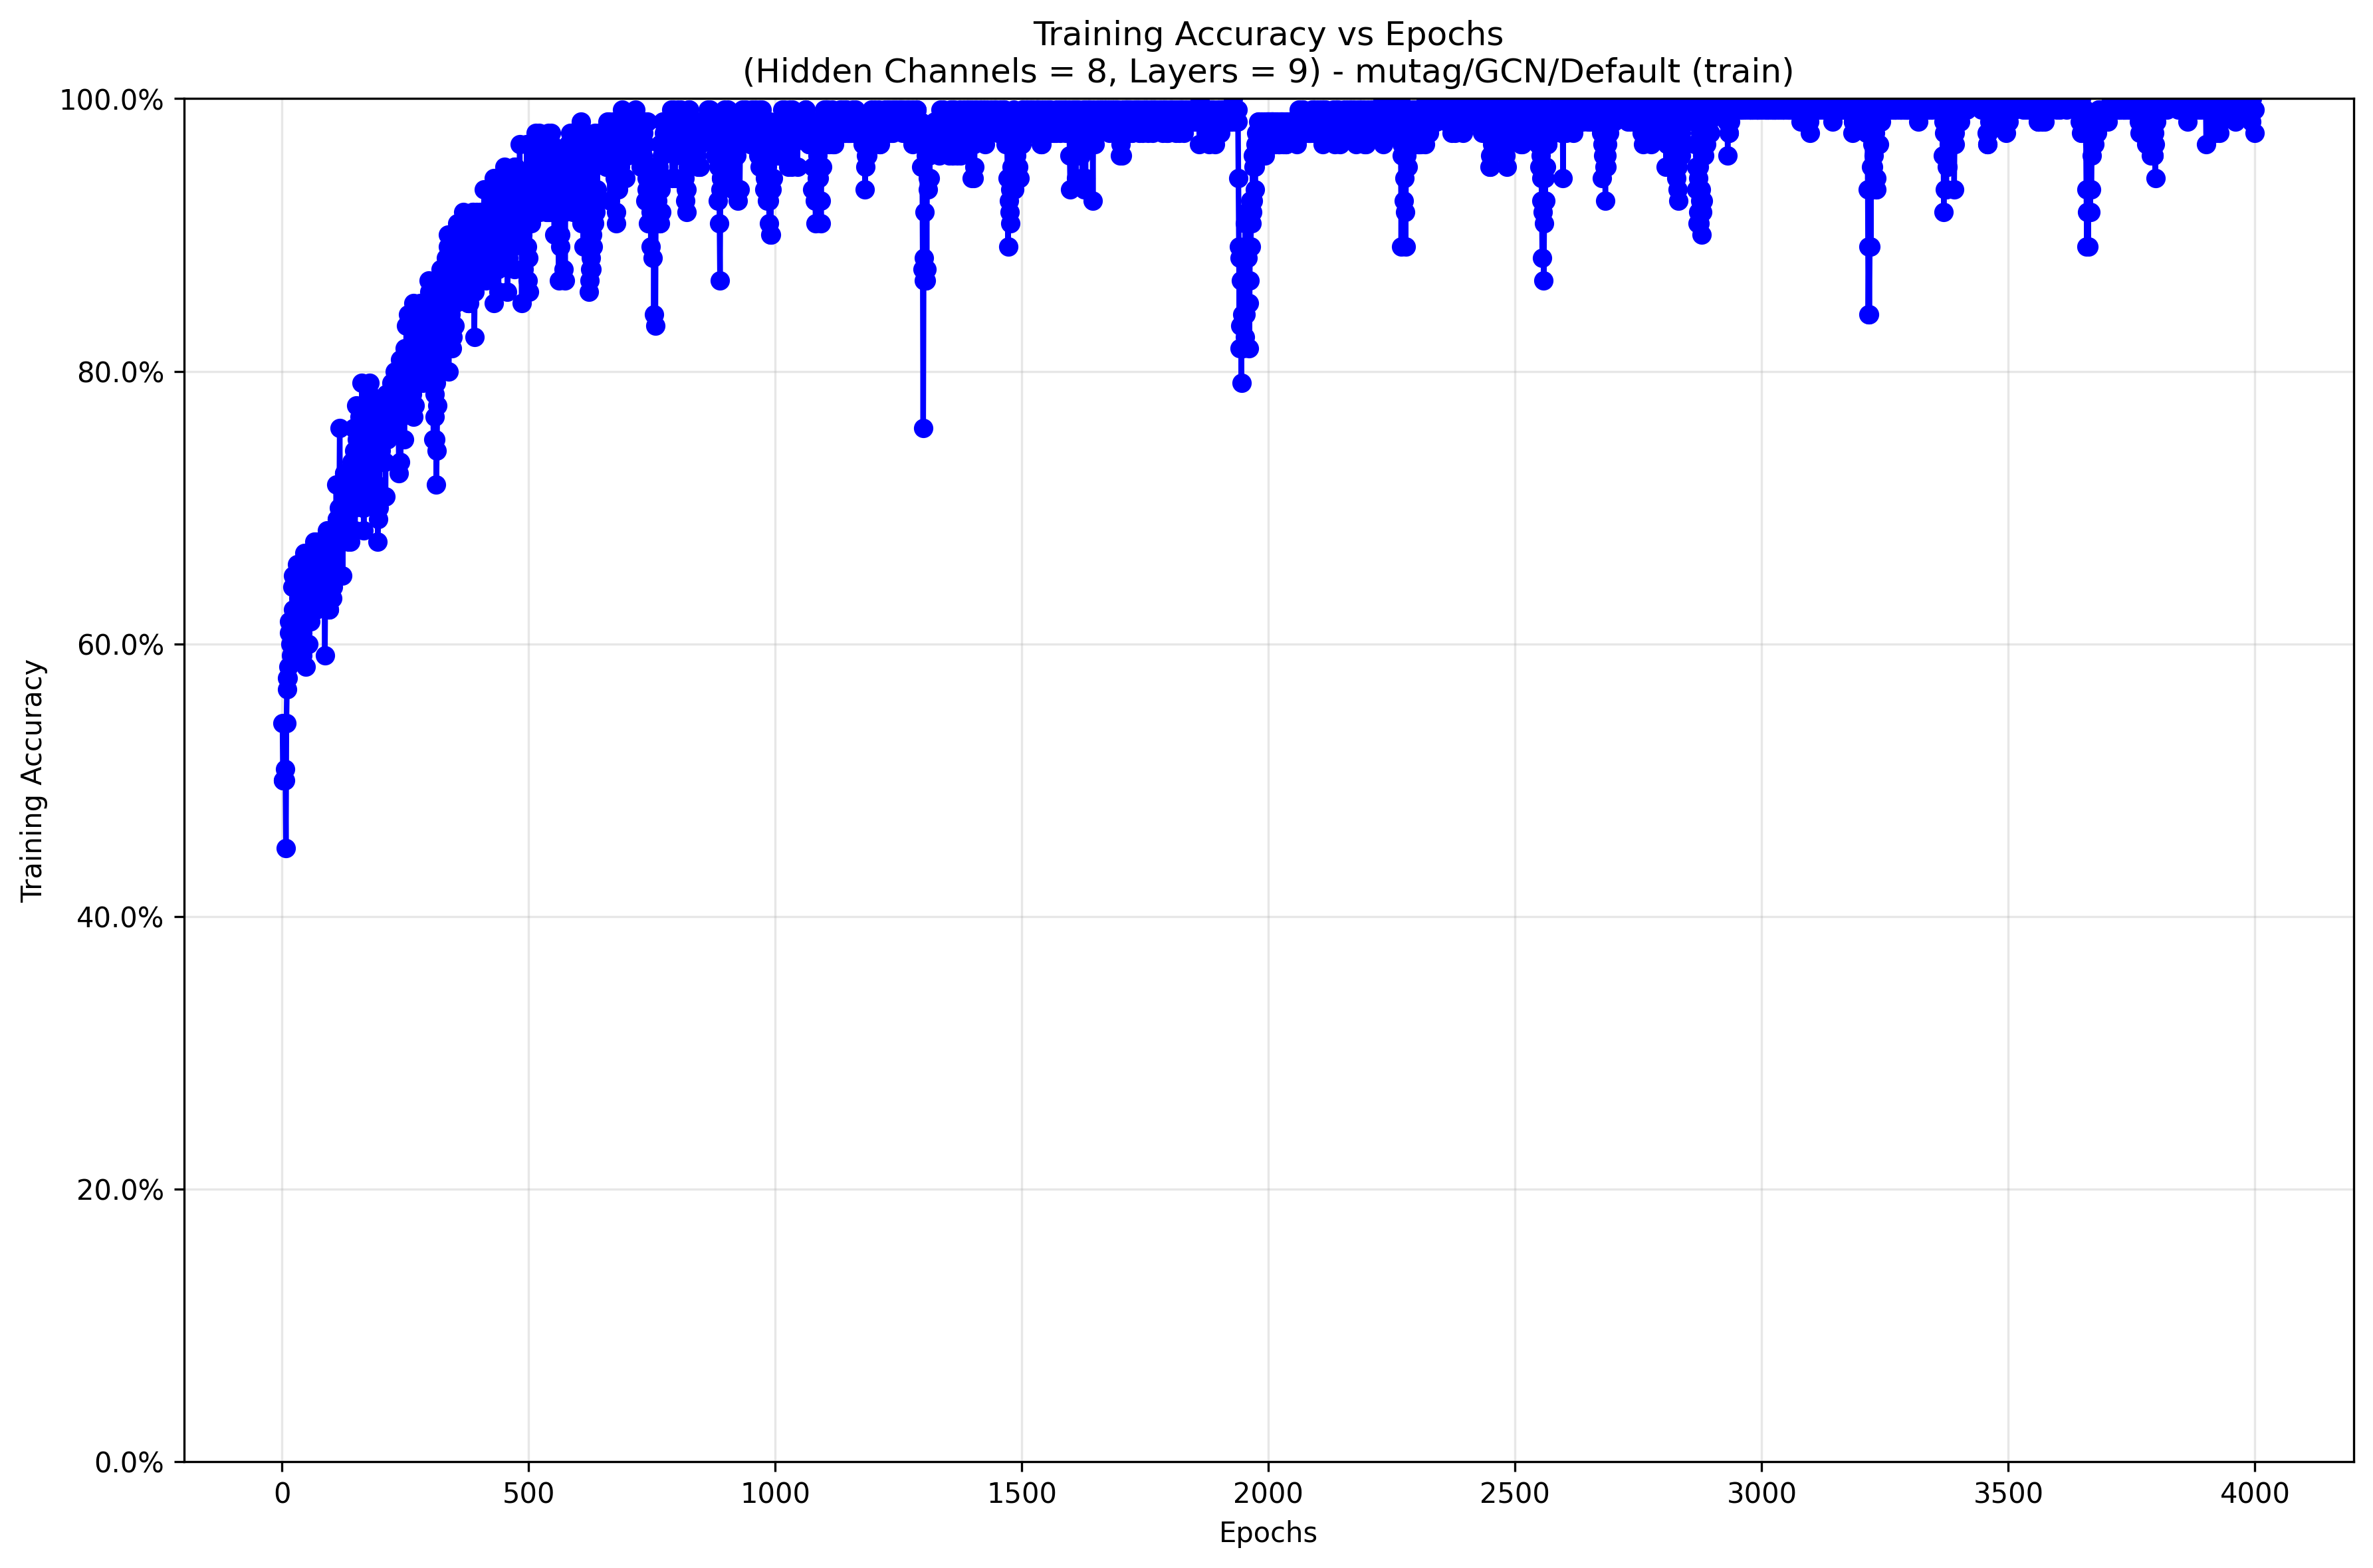 Training Accuracy vs Epochs
(Hidden Channels = 8, Layers = 9) - mutag/GCN/Default (train)
100.0%
80.0%
60.0%
40.0%
20.0%
0.0%
Training Accuracy
0 500 1000 1500 2000 2500 3000 3500 4000
Epochs